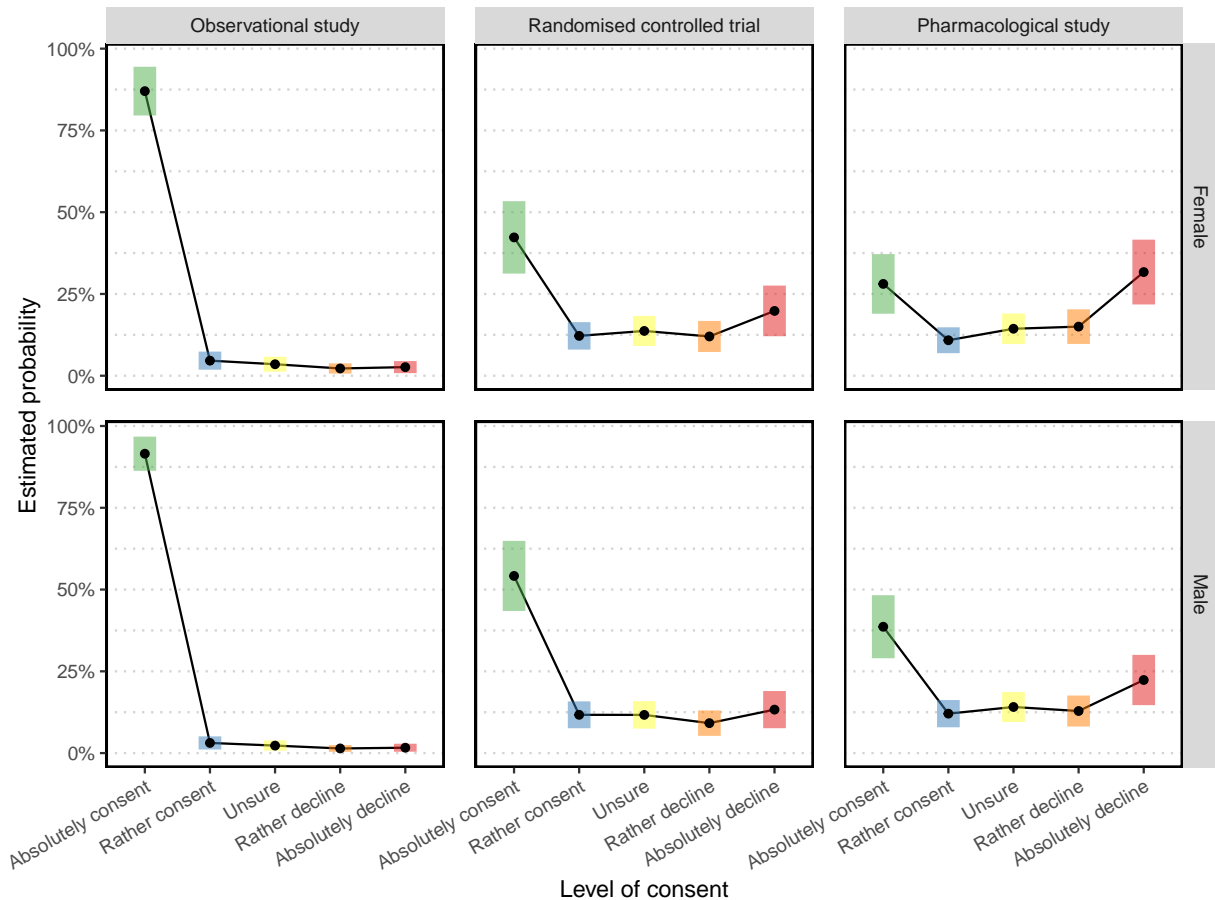 Observational study
Randomised controlled trial
Pharmacological study
100%
75%
50%
25%
0%
Female
100%
75%
50%
25%
0%
Male
Estimated probability
Absolutely consent
Rather consent
Unsure
Rather decline
Absolutely decline
Absolutely consent
Rather consent
Unsure
Rather decline
Absolutely decline
Absolutely consent
Rather consent
Unsure
Rather decline
Absolutely decline
Level of consent